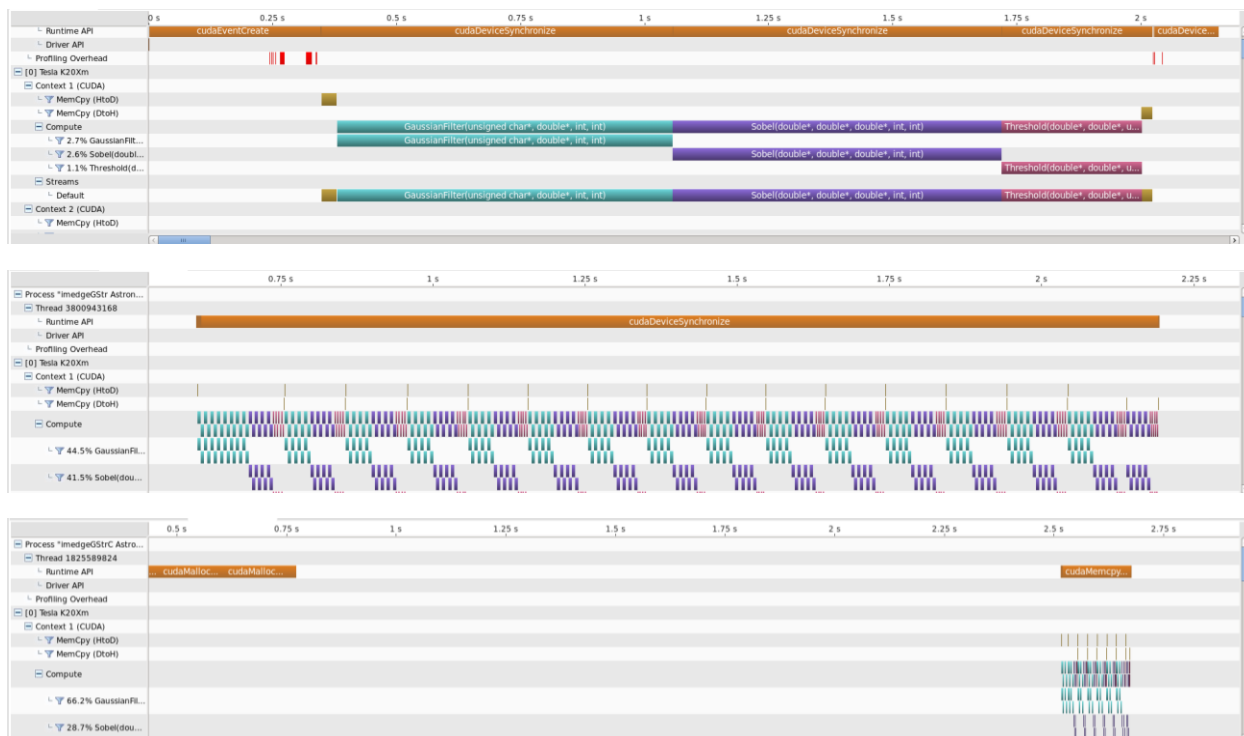 0 s 0.25 s 0.5 s 0.75 s 1 s 1.25 s 1.5 s 1.75 s 2 s
Runtime API cudaEventCreate cudaDeviceSynchronize cudaDeviceSynchronize cudaDeviceSynchronize cudaDevice...
Driver API
Profiling Overhead
[0] Tesla K20Xm
Context 1 (CUDA)
MemCpy (HtoD)
MemCpy (DtoH)
Compute GaussianFilter(unsigned char*, double*, int, int) Sobel(double*, double*, double*, int, int) Threshold(double*, double*, u...
2.7% GaussianFilt... GaussianFilter(unsigned char*, double*, int, int)
2.6% Sobel(doubl... Sobel(double*, double*, double*, int, int)
1.1% Threshold(d... Threshold(double*, double*, u...
Streams
Default GaussianFilter(unsigned char*, double*, int, int) Sobel(double*, double*, double*, int, int) Threshold(double*, double*, u...
Context 2 (CUDA)
MemCpy (HtoD)
0.75 s 1 s 1.25 s 1.5 s 1.75 s 2 s 2.25 s
Process "imedgeGStr Astron...
Thread 3800943168
Runtime API cudaDeviceSynchronize
Driver API
Profiling Overhead
[0] Tesla K20Xm
Context 1 (CUDA)
MemCpy (HtoD)
MemCpy (DtoH)
Compute
44.5% GaussianFil...
41.5% Sobel(dou...
0.5 s 0.75 s 1 s 1.25 s 1.5 s 1.75 s 2 s 2.25 s 2.5 s 2.75 s
Process "imedgeGStrC Astro...
Thread 1825589824
Runtime API ... cudaMalloc... cudaMalloc... cudaMemcpy...
Driver API
Profiling Overhead
[0] Tesla K20Xm
Context 1 (CUDA)
MemCpy (HtoD)
MemCpy (DtoH)
Compute
66.2% GaussianFil...
28.7% Sobel(dou...